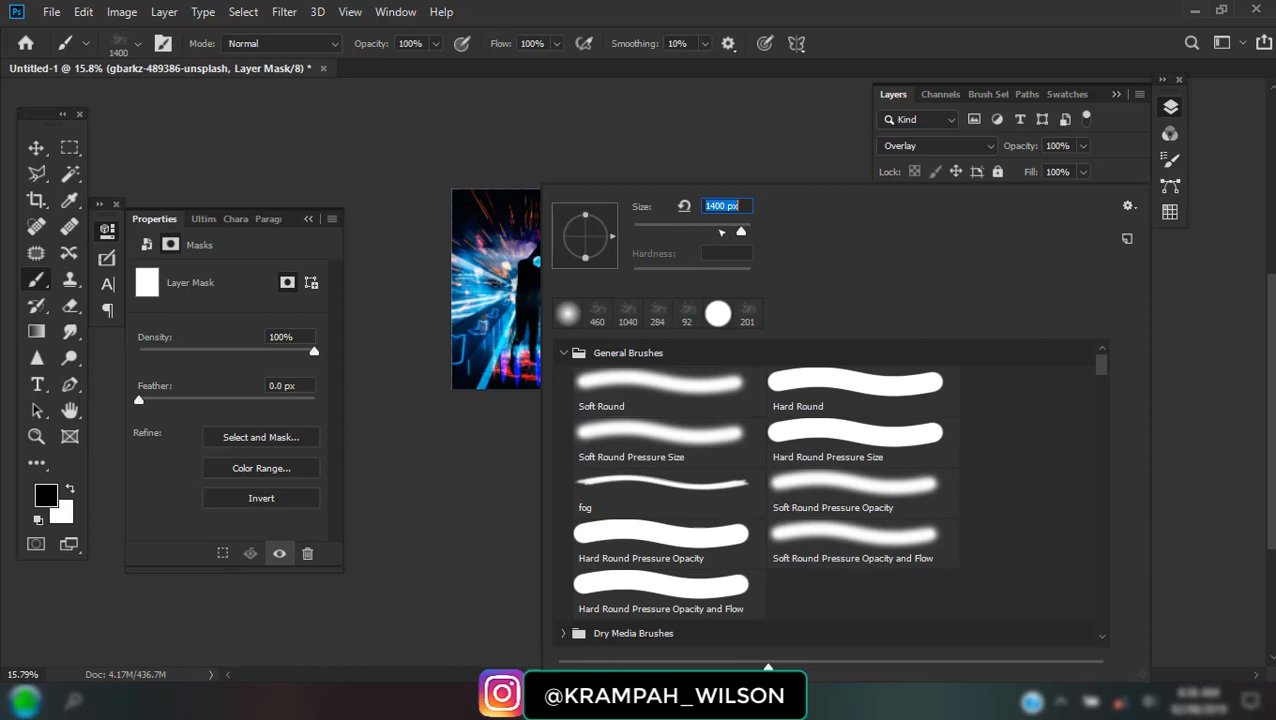 Ps File Edit Image Layer Type Select Filter 3D View Window Help
1400 Mode: Normal Opacity: 100% Flow: 100% Smoothing: 10%
Untitled-1 @ 15.8% (gbarkz-489386-unsplash, Layer Mask/8) *
Layers Channels Brush Sel Paths Swatches
Kind
Overlay Opacity: 100%
Lock: Fill: 100%
Properties Ultim Chara Paragr
Masks
Layer Mask
Density: 100%
Feather: 0.0 px
Refine: Select and Mask...
Color Range...
Invert
Size: 1400 px
Hardness:
460 1040 284 92 201
General Brushes
Soft Round Hard Round
Soft Round Pressure Size Hard Round Pressure Size
fog Soft Round Pressure Opacity
Hard Round Pressure Opacity Soft Round Pressure Opacity and Flow
Hard Round Pressure Opacity and Flow
Dry Media Brushes
15.79% Doc: 4.17M/436.7M
@KRAMPAH_WILSON